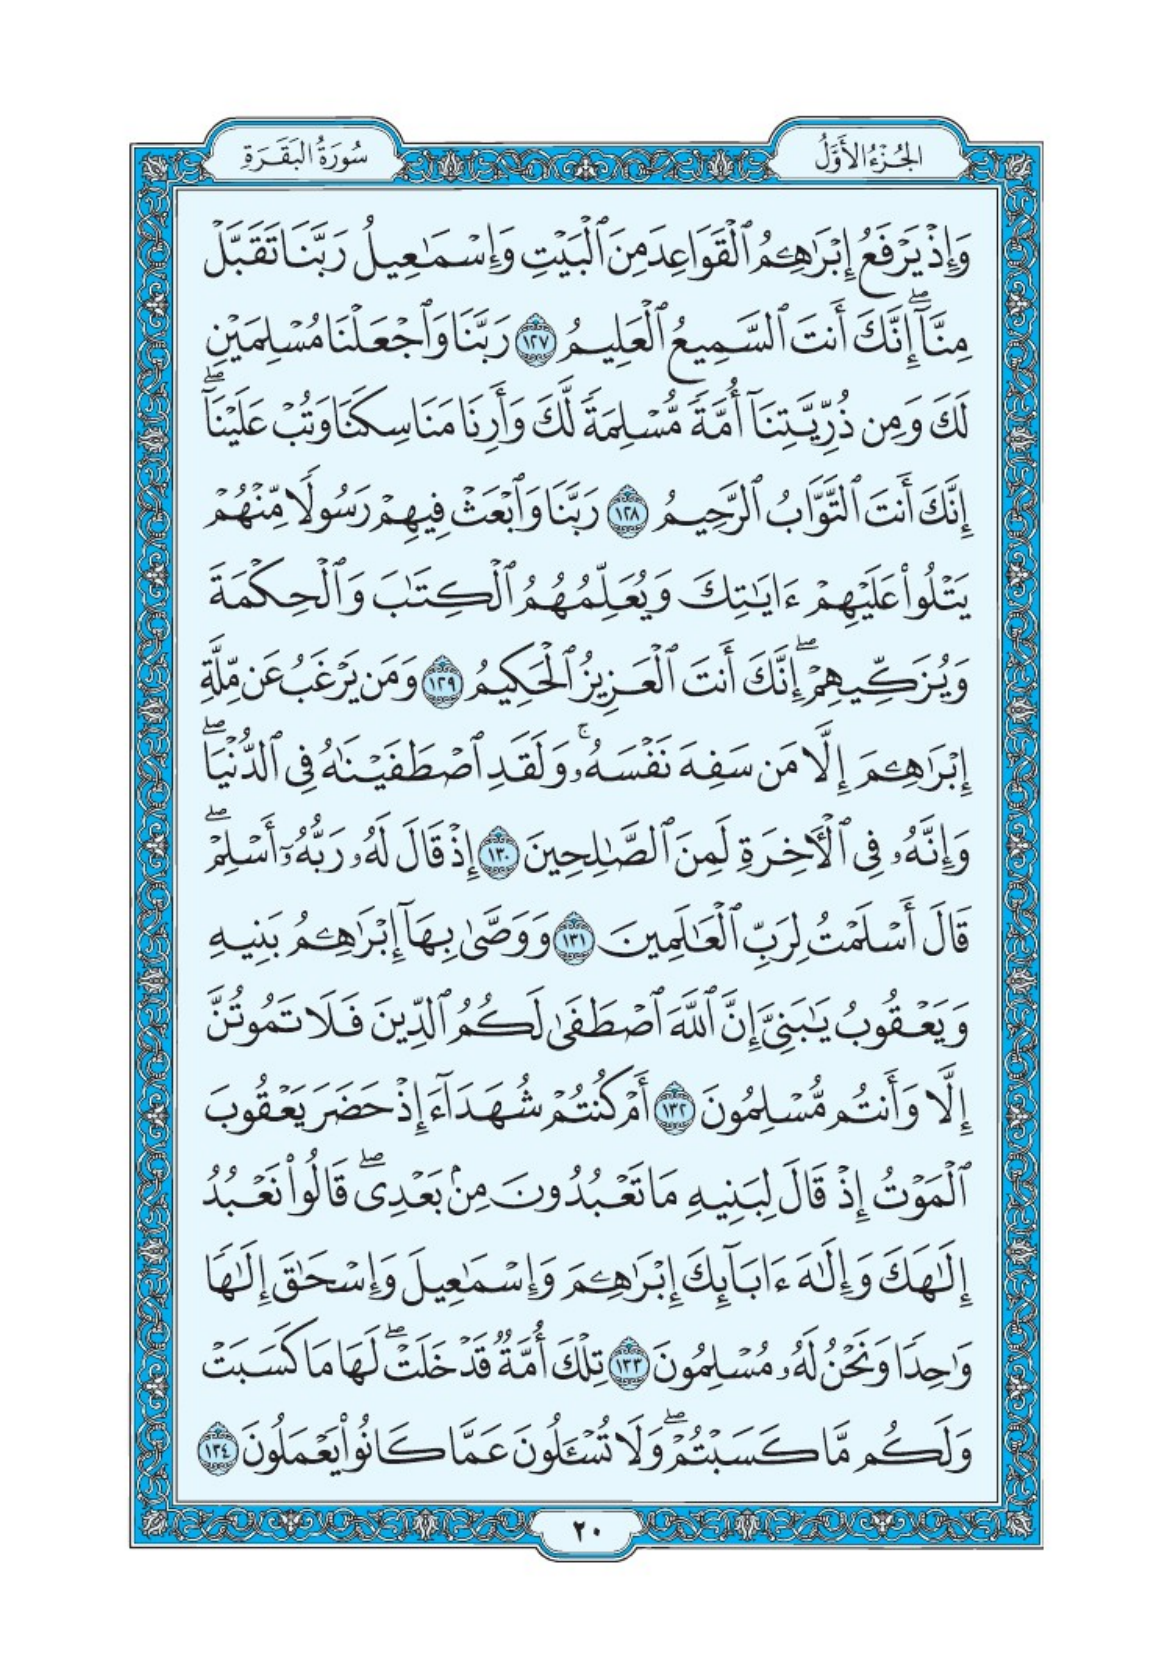 الجُزْءُ الأَوَّلُ
سُورَةُ البَقَرَةِ
وَإِذْ يَرْفَعُ إِبْرَٰهِـۧمُ ٱلْقَوَاعِدَ مِنَ ٱلْبَيْتِ وَإِسْمَٰعِيلُ رَبَّنَا تَقَبَّلْ
مِنَّآ ۖ إِنَّكَ أَنتَ ٱلسَّمِيعُ ٱلْعَلِيمُ ١٢٧ رَبَّنَا وَٱجْعَلْنَا مُسْلِمَيْنِ
لَكَ وَمِن ذُرِّيَّتِنَآ أُمَّةً مُّسْلِمَةً لَّكَ وَأَرِنَا مَنَاسِكَنَا وَتُبْ عَلَيْنَآ ۖ
إِنَّكَ أَنتَ ٱلتَّوَّابُ ٱلرَّحِيمُ ١٢٨ رَبَّنَا وَٱبْعَثْ فِيهِمْ رَسُولًا مِّنْهُمْ
يَتْلُوا۟ عَلَيْهِمْ ءَايَٰتِكَ وَيُعَلِّمُهُمُ ٱلْكِتَٰبَ وَٱلْحِكْمَةَ
وَيُزَكِّيهِمْ ۖ إِنَّكَ أَنتَ ٱلْعَزِيزُ ٱلْحَكِيمُ ١٢٩ وَمَن يَرْغَبُ عَن مِّلَّةِ
إِبْرَٰهِـۧمَ إِلَّا مَن سَفِهَ نَفْسَهُۥ ۚ وَلَقَدِ ٱصْطَفَيْنَٰهُ فِى ٱلدُّنْيَا ۖ
وَإِنَّهُۥ فِى ٱلْءَاخِرَةِ لَمِنَ ٱلصَّٰلِحِينَ ١٣٠ إِذْ قَالَ لَهُۥ رَبُّهُۥٓ أَسْلِمْ ۖ
قَالَ أَسْلَمْتُ لِرَبِّ ٱلْعَٰلَمِينَ ١٣١ وَوَصَّىٰ بِهَآ إِبْرَٰهِـۧمُ بَنِيهِ
وَيَعْقُوبُ يَٰبَنِىَّ إِنَّ ٱللَّهَ ٱصْطَفَىٰ لَكُمُ ٱلدِّينَ فَلَا تَمُوتُنَّ
إِلَّا وَأَنتُم مُّسْلِمُونَ ١٣٢ أَمْ كُنتُمْ شُهَدَآءَ إِذْ حَضَرَ يَعْقُوبَ
ٱلْمَوْتُ إِذْ قَالَ لِبَنِيهِ مَا تَعْبُدُونَ مِنۢ بَعْدِى ۖ قَالُوا۟ نَعْبُدُ
إِلَٰهَكَ وَإِلَٰهَ ءَابَآئِكَ إِبْرَٰهِـۧمَ وَإِسْمَٰعِيلَ وَإِسْحَٰقَ إِلَٰهًا
وَٰحِدًا وَنَحْنُ لَهُۥ مُسْلِمُونَ ١٣٣ تِلْكَ أُمَّةٌ قَدْ خَلَتْ ۖ لَهَا مَا كَسَبَتْ
وَلَكُم مَّا كَسَبْتُمْ ۖ وَلَا تُسْـَٔلُونَ عَمَّا كَانُوا۟ يَعْمَلُونَ ١٣٤
٢٠